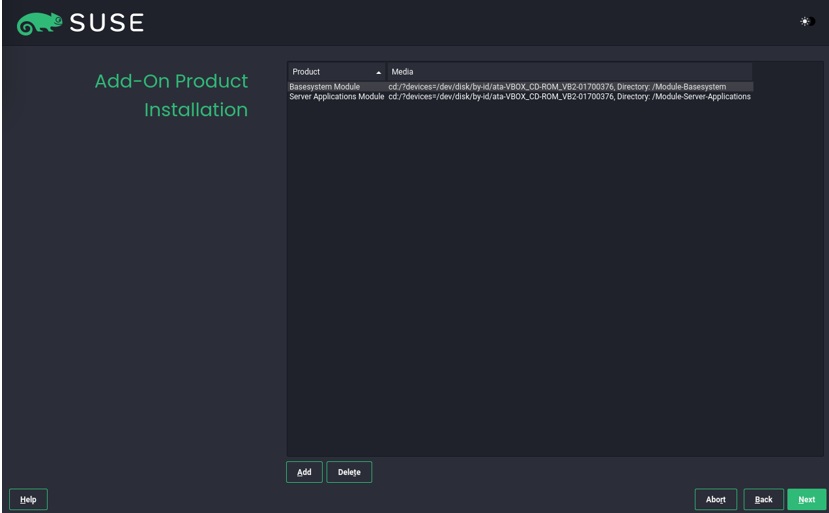 SUSE
Add-On Product
Installation
Product Media
Basesystem Module cd:/?devices=/dev/disk/by-id/ata-VBOX_CD-ROM_VB2-01700376, Directory: /Module-Basesystem
Server Applications Module cd:/?devices=/dev/disk/by-id/ata-VBOX_CD-ROM_VB2-01700376, Directory: /Module-Server-Applications
Add Delete
Help Abort Back Next